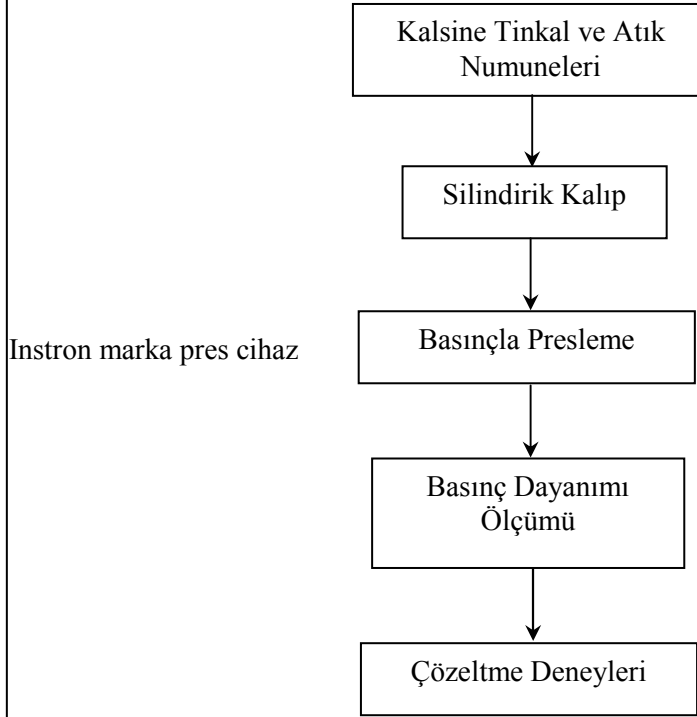 Kalsine Tinkal ve Atık
Numuneleri
Silindirik Kalıp
Instron marka pres cihaz
Basınçla Presleme
Basınç Dayanımı
Ölçümü
Çözeltme Deneyleri